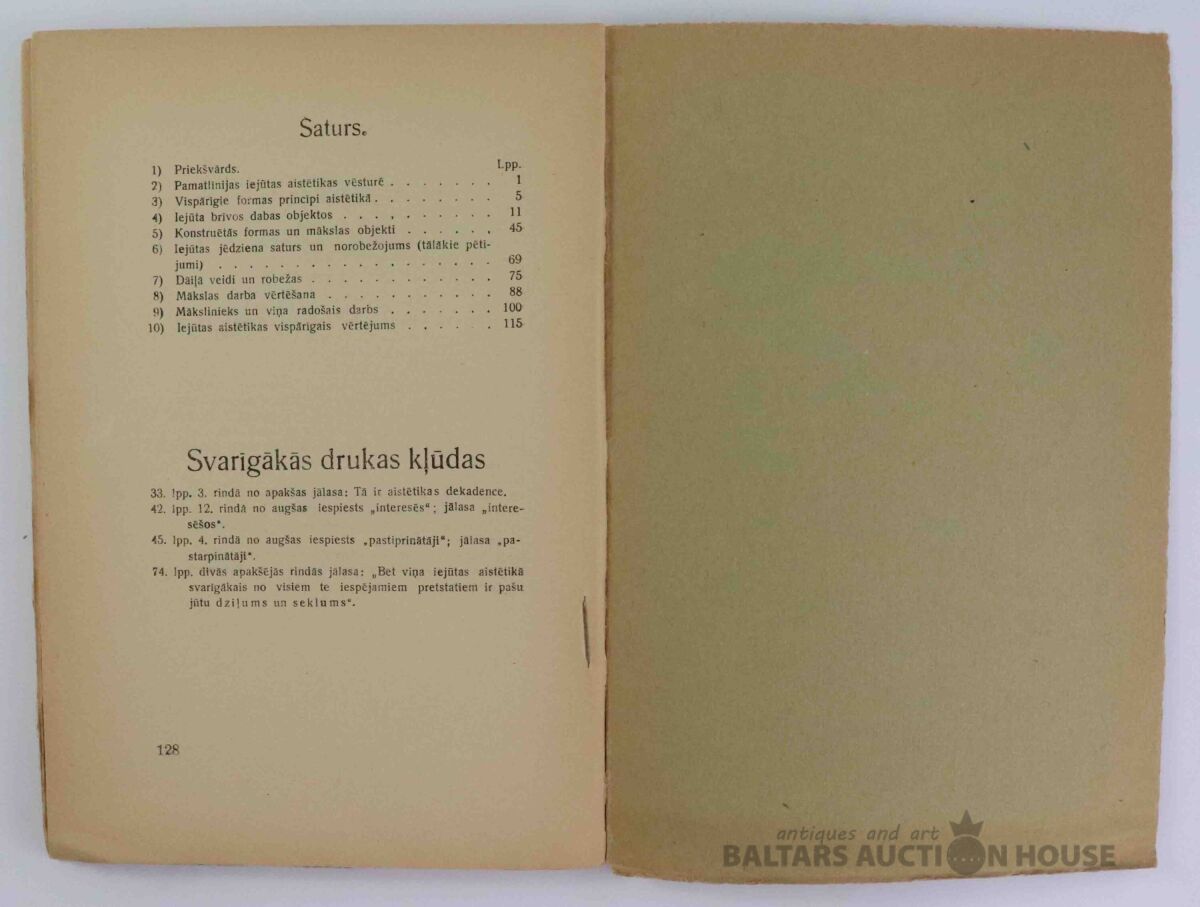 Saturs.
Lpp.
1) Priekšvārds.
2) Pamatlīnijas iejūtas aistētikas vēsturē . . . . . . . 1
3) Vispārīgie formas principi aistētikā . . . . . . . . 5
4) Iejūta brīvos dabas objektos . . . . . . . . . . 11
5) Konstruētās formas un mākslas objekti . . . . . . 45
6) Iejūtas jēdziena saturs un norobežojums (tālākie pēti-
jumi) . . . . . . . . . . . . . . . . . . 69
7) Daiļā veidi un robežas . . . . . . . . . . . . 75
8) Mākslas darba vērtēšana . . . . . . . . . . . 88
9) Mākslinieks un viņa radošais darbs . . . . . . . 100
10) Iejūtas aistētikas vispārīgais vērtējums . . . . . . 115
Svarīgākās drukas kļūdas
33. lpp. 3. rindā no apakšas jālasa: Tā ir aistētikas dekadence.
42. lpp. 12. rindā no augšas iespiests „interesēs“; jālasa „intere-
sēšos“.
45. lpp. 4. rindā no augšas iespiests „pastiprinātāji“; jālasa „pa-
starpinātāji“.
74. lpp. divās apakšējās rindās jālasa: „Bet viņa iejūtas aistētikā
svarīgākais no visiem te iespējamiem pretstatiem ir pašu
jūtu dziļums un seklums“.
128
antiques and art
BALTARS AUCTION HOUSE